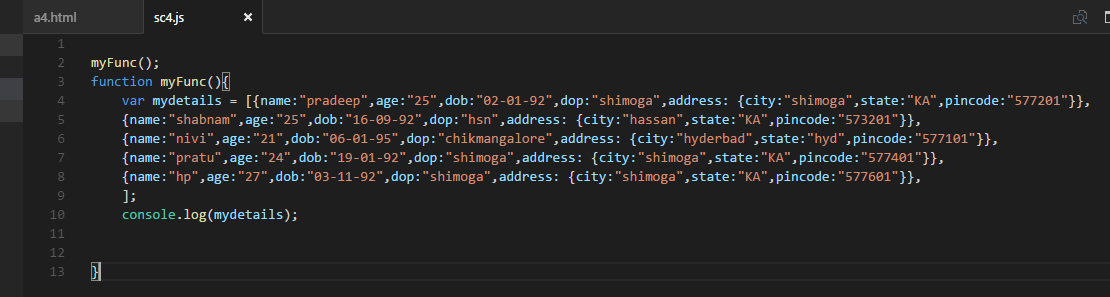 a4.html sc4.js ×
1
2 myFunc();
3 function myFunc(){
4 var mydetails = [{name:"pradeep",age:"25",dob:"02-01-92",dop:"shimoga",address: {city:"shimoga",state:"KA",pincode:"577201"}},
5 {name:"shabnam",age:"25",dob:"16-09-92",dop:"hsn",address: {city:"hassan",state:"KA",pincode:"573201"}},
6 {name:"nivi",age:"21",dob:"06-01-95",dop:"chikmangalore",address: {city:"hyderbad",state:"hyd",pincode:"577101"}},
7 {name:"pratu",age:"24",dob:"19-01-92",dop:"shimoga",address: {city:"shimoga",state:"KA",pincode:"577401"}},
8 {name:"hp",age:"27",dob:"03-11-92",dop:"shimoga",address: {city:"shimoga",state:"KA",pincode:"577601"}},
9 ];
10 console.log(mydetails);
11
12
13 }